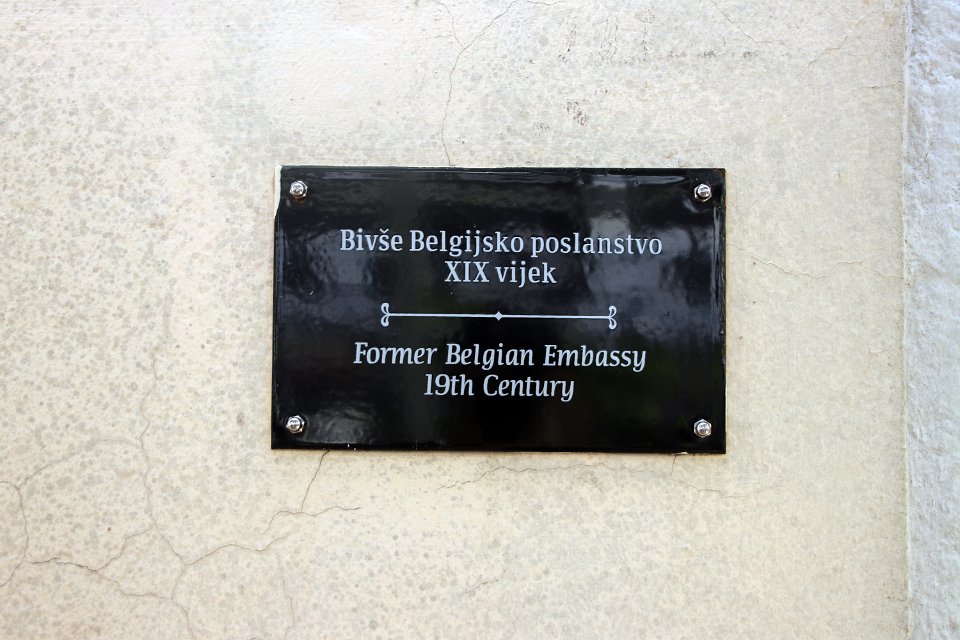 Bivše Belgijsko poslanstvo
XIX vijek
Former Belgian Embassy
19th Century